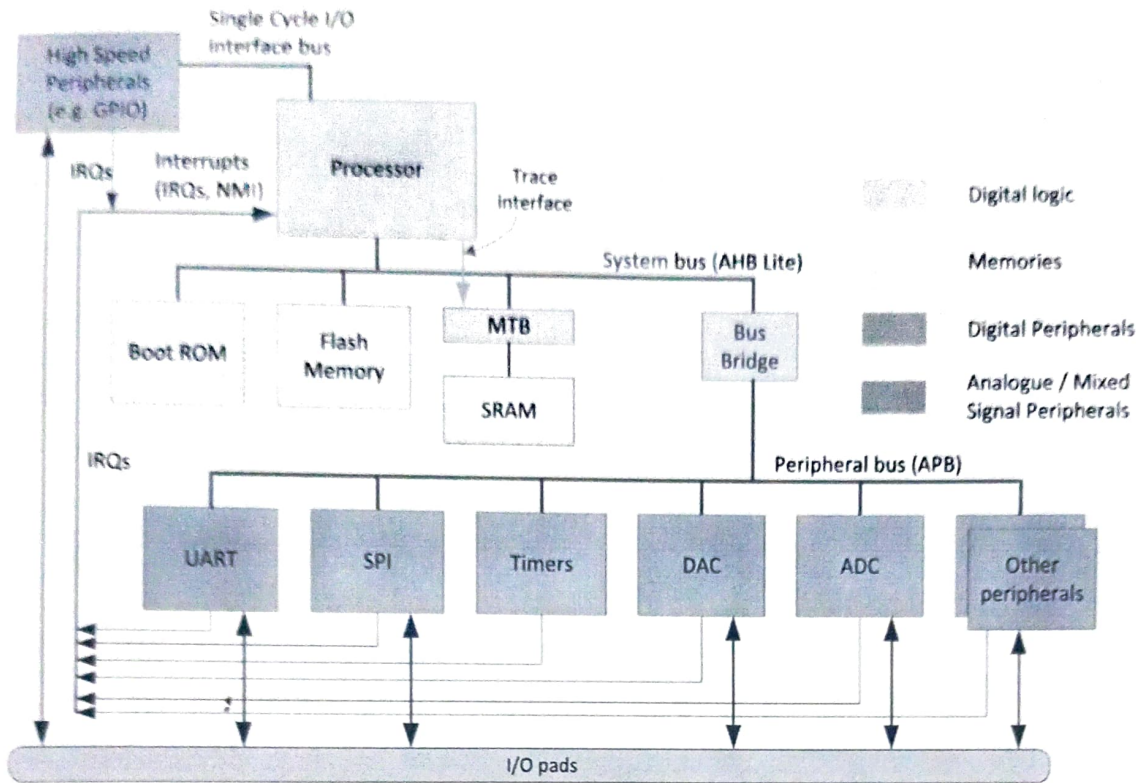 Single Cycle I/O
interface bus
High Speed
Peripherals
(e.g. GPIO)
IRQs
Interrupts
(IRQs, NMI)
Processor
Trace
Interface
Digital logic
System bus (AHB Lite)
Memories
Boot ROM
Flash
Memory
MTB
SRAM
Bus
Bridge
Digital Peripherals
Analogue / Mixed
Signal Peripherals
IRQs
Peripheral bus (APB)
UART
SPI
Timers
DAC
ADC
Other
peripherals
I/O pads